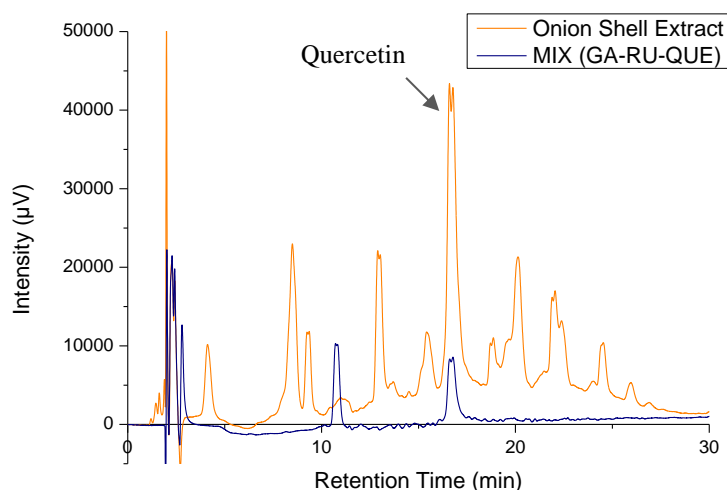 Onion Shell Extract
MIX (GA-RU-QUE)
Quercetin
50000
40000
30000
20000
10000
0
0 10 20 30
Intensity (µV)
Retention Time (min)